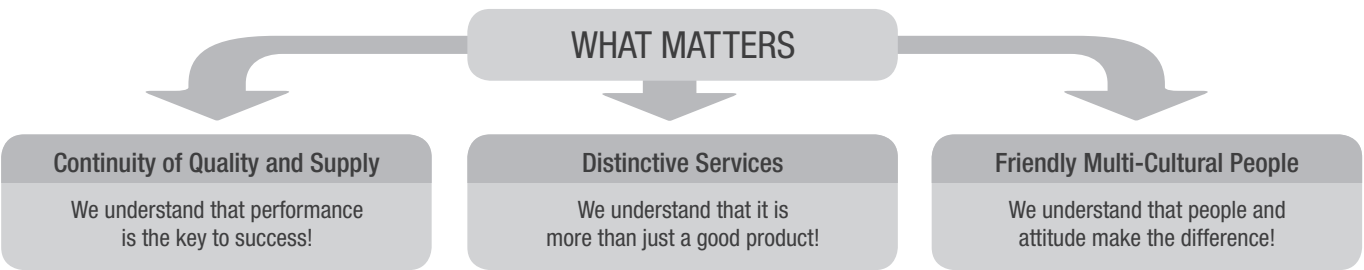 WHAT MATTERS
Continuity of Quality and Supply
We understand that performance
is the key to success!
Distinctive Services
We understand that it is
more than just a good product!
Friendly Multi-Cultural People
We understand that people and
attitude make the difference!